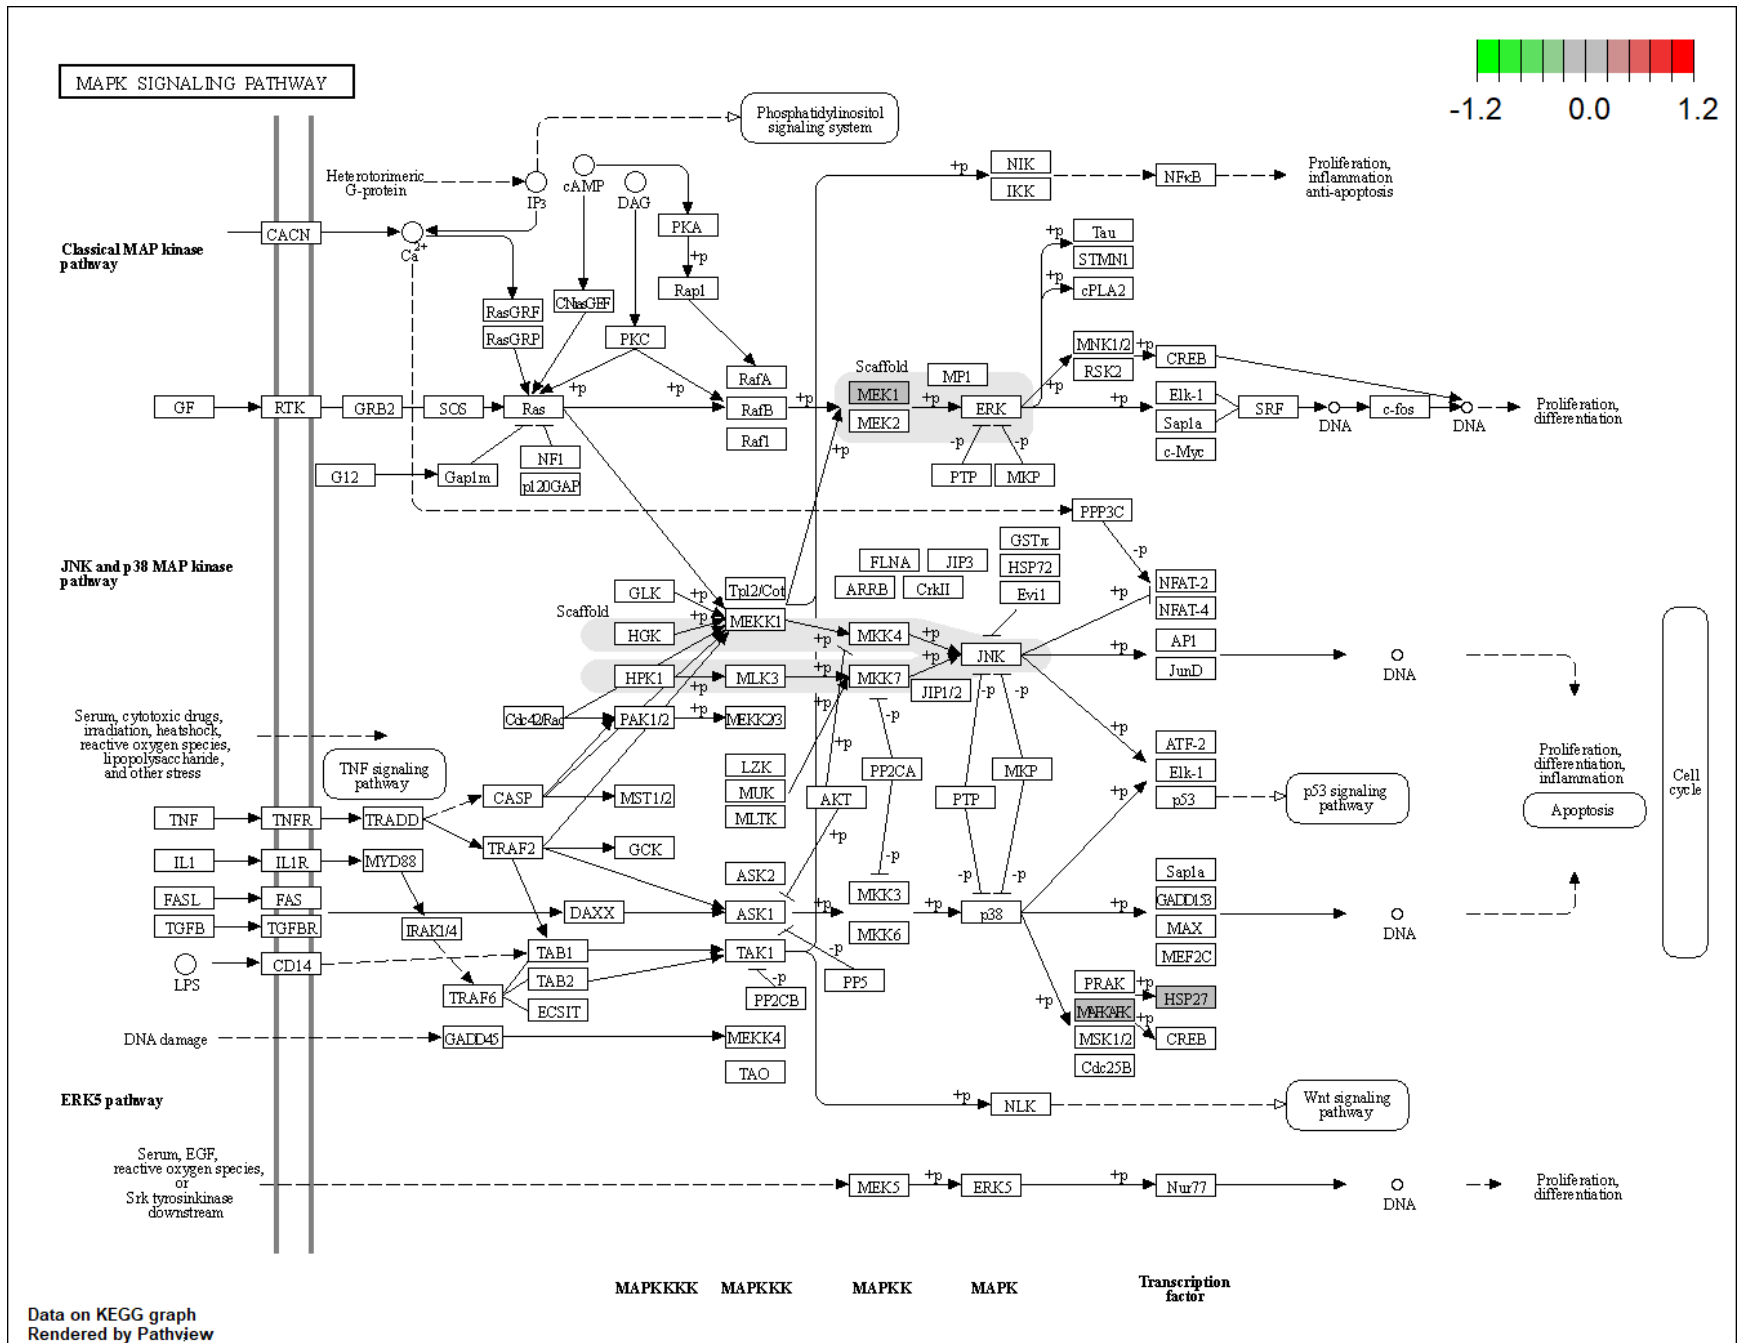 MAPK SIGNALING PATHWAY
-1.2
0.0
1.2
Phosphatidylinositol
signaling system
Heterotorimeric
G-protein
IP3
cAMP
DAG
+p
NIK
IKK
NFκB
Proliferation,
inflammation
anti-apoptosis
CACN
Ca2+
PKA
+p
Rap1
Classical MAP kinase
pathway
+p
Tau
STMN1
+p
cPLA2
RasGRF
RasGRP
CNrasGEF
PKC
MNK1/2
+p
RSK2
CREB
Scaffold
MP1
RafA
MEK1
+p
GF
RTK
GRB2
SOS
Ras
+p
+p
RafB
+p
MEK2
+p
ERK
+p
Elk-1
Sap1a
SRF
DNA
c-fos
DNA
Proliferation,
differentiation
Raf1
+p
c-Myc
G12
Gap1m
NF1
p120GAP
-p
-p
PTP
MKP
PPP3C
-p
JNK and p38 MAP kinase
pathway
GSTπ
HSP72
Evi1
FLNA
JIP3
ARRB
CrkII
NFAT-2
NFAT-4
+p
Scaffold
GLK
+p
Tpl2/Cot
HGK
+p
MEKK1
+p
MKK4
+p
JNK
+p
AP1
JunD
DNA
HPK1
+p
MLK3
+p
MKK7
+p
JIP1/2
Cdc42/Rac
PAK1/2
+p
MEKK2/3
-p
-p
-p
+p
Serum, cytotoxic drugs,
irradiation, heatshock,
reactive oxygen species,
lipopolysaccharide,
and other stress
TNF signaling
pathway
LZK
MUK
MLTK
+p
AKT
+p
PP2CA
PTP
MKP
ATF-2
Elk-1
p53
+p
p53 signaling
pathway
Proliferation,
differentiation,
inflammation
Apoptosis
Cell
cycle
CASP
MST1/2
TNF
TNFR
TRADD
TRAF2
GCK
IL1
IL1R
MYD88
ASK2
-p
-p
-p
MKK3
FASL
FAS
DAXX
ASK1
+p
+p
p38
+p
Sap1a
GADD153
MAX
MEF2C
DNA
TGFB
TGFBR
IRAK1/4
MKK6
LPS
CD14
TAB1
TAK1
-p
PP5
TAB2
-p
PP2CB
TRAF6
ECSIT
+p
PRAK
+p
HSP27
MAPKAPK
+p
MSK1/2
CREB
Cdc25B
DNA damage
GADD45
MEKK4
TAO
ERK5 pathway
+p
NLK
Wnt signaling
pathway
Serum, EGF,
reactive oxygen species,
or
Srk tyrosinkinase
downstream
MEK5
+p
ERK5
+p
Nur77
DNA
Proliferation,
differentiation
MAPKKKK
MAPKKK
MAPKK
MAPK
Transcription
factor
Data on KEGG graph
Rendered by Pathview